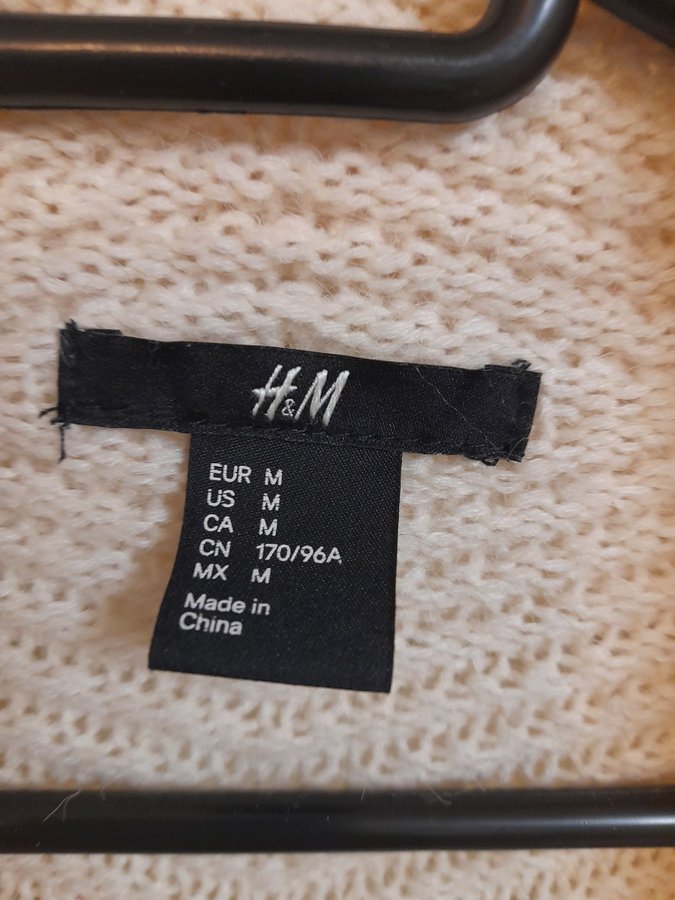 H&M
EUR M
US M
CA M
CN 170/96A
MX M
Made in
China